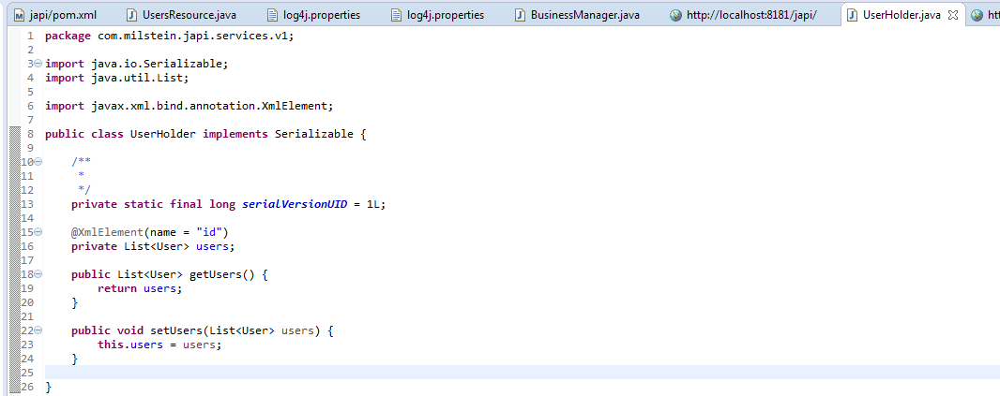 japi/pom.xml UsersResource.java log4j.properties log4j.properties BusinessManager.java http://localhost:8181/japi/ UserHolder.java htt
1 package com.milstein.japi.services.v1;
2
3 import java.io.Serializable;
4 import java.util.List;
5
6 import javax.xml.bind.annotation.XmlElement;
7
8 public class UserHolder implements Serializable {
9
10     /**
11      *
12      */
13     private static final long serialVersionUID = 1L;
14
15     @XmlElement(name = "id")
16     private List<User> users;
17
18     public List<User> getUsers() {
19         return users;
20     }
21
22     public void setUsers(List<User> users) {
23         this.users = users;
24     }
25
26 }